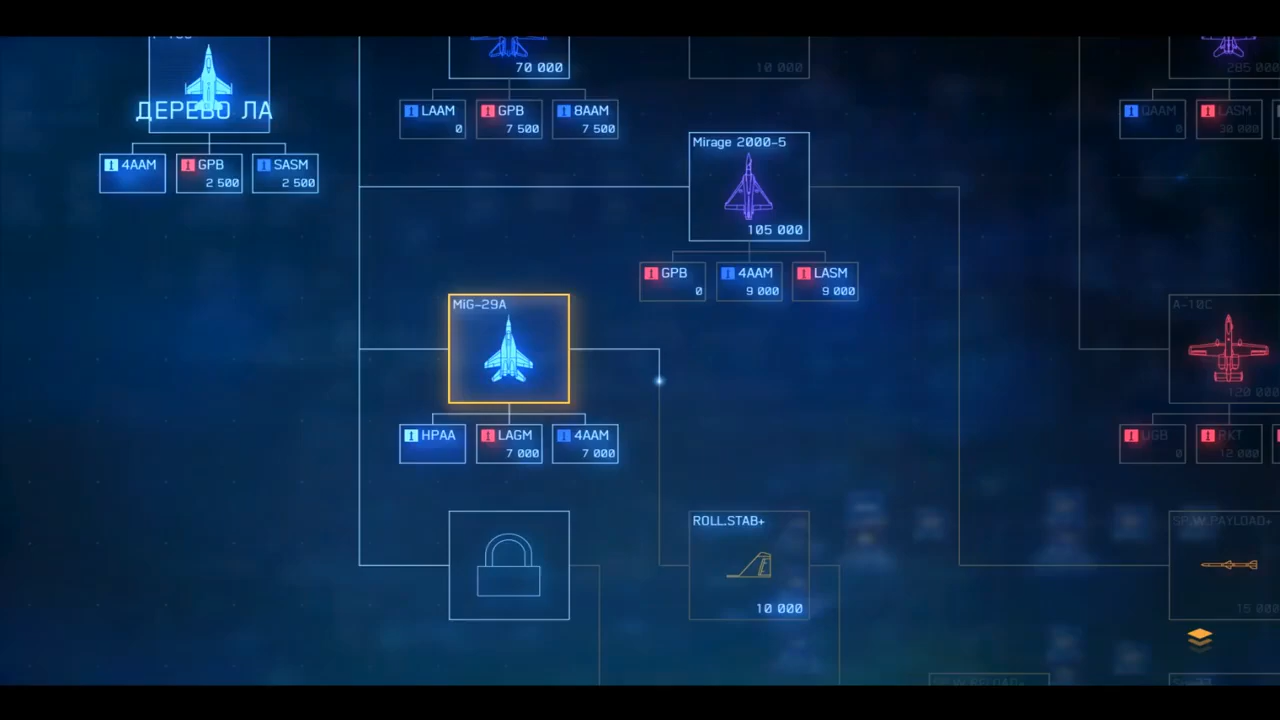 ДЕРЕВО ЛА
4AAM
GPB
2 500
SASM
2 500
70 000
LAAM
0
GPB
7 500
8AAM
7 500
10 000
Mirage 2000-5
105 000
GPB
0
4AAM
9 000
LASM
9 000
285 000
QAAM
0
LASM
30 000
MiG-29A
HPAA
LAGM
7 000
4AAM
7 000
A-10C
120 000
UGB
0
RKT
12 000
ROLL.STAB+
10 000
SP.W.PAYLOAD+
15 000
SP.W.RELOAD+